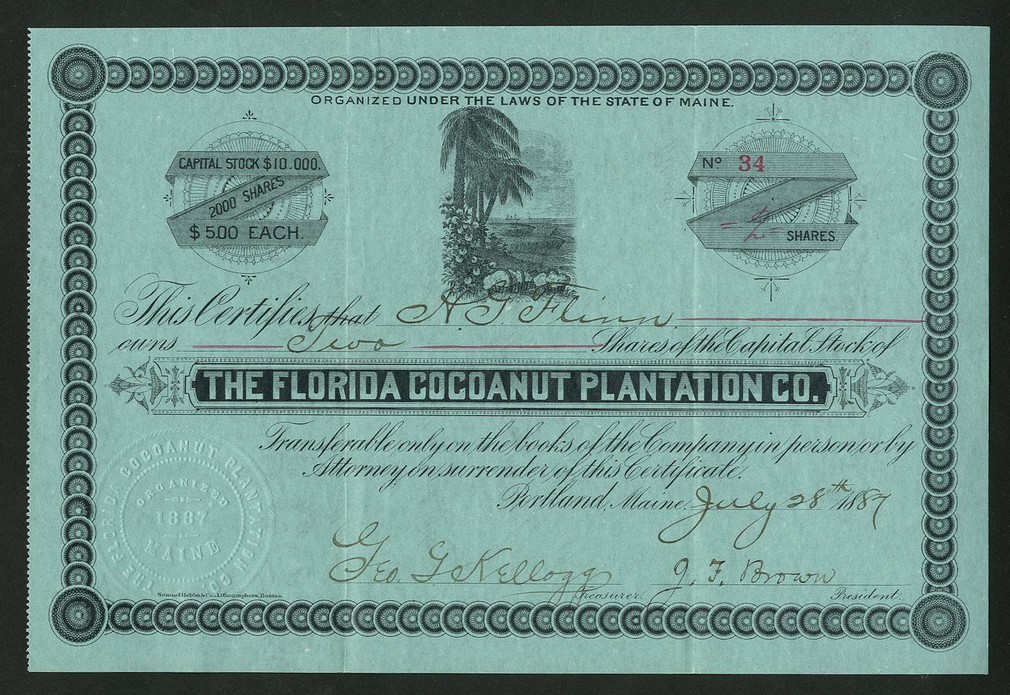 ORGANIZED UNDER THE LAWS OF THE STATE OF MAINE.
CAPITAL STOCK $10.000.
2000 SHARES
$5.00 EACH.
No 34
= 2 =
SHARES.
This Certifies that H. G. Flinn
owns Two Shares of the Capital Stock of
THE FLORIDA COCOANUT PLANTATION CO.
Transferable only on the books of the Company in person or by
Attorney on surrender of this Certificate.
Portland, Maine. July 28th 1887
THE FLORIDA COCOANUT PLANTATION CO.
ORGANIZED
1887
MAINE
Geo. G Kellogg J. F. Brown
Treasurer. President.
Lithographers, Boston